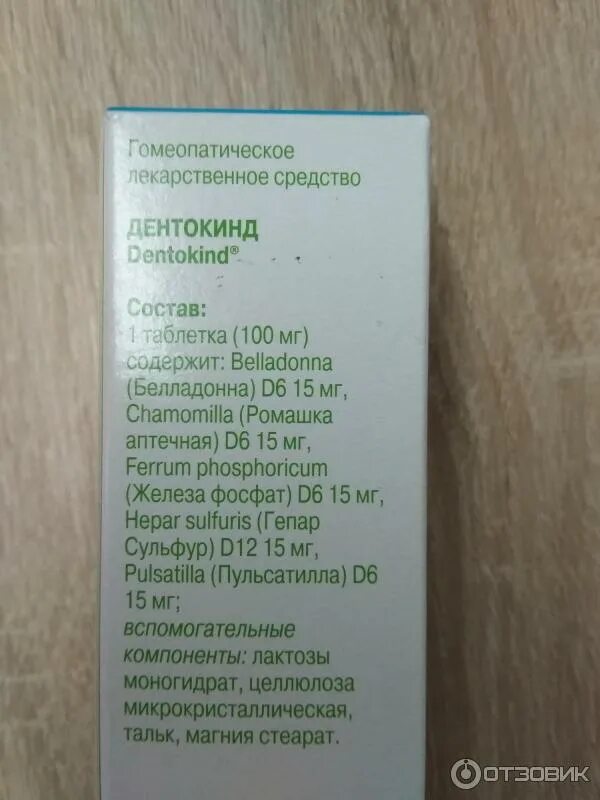 Гомеопатическое
лекарственное средство
ДЕНТОКИНД
Dentokind®
Состав:
1 таблетка (100 мг)
содержит: Belladonna
(Белладонна) D6 15 мг,
Chamomilla (Ромашка
аптечная) D6 15 мг,
Ferrum phosphoricum
(Железа фосфат) D6 15 мг,
Hepar sulfuris (Гепар
Сульфур) D12 15 мг,
Pulsatilla (Пульсатилла) D6
15 мг;
вспомогательные
компоненты: лактозы
моногидрат, целлюлоза
микрокристаллическая,
тальк, магния стеарат.
ОТЗОВИК